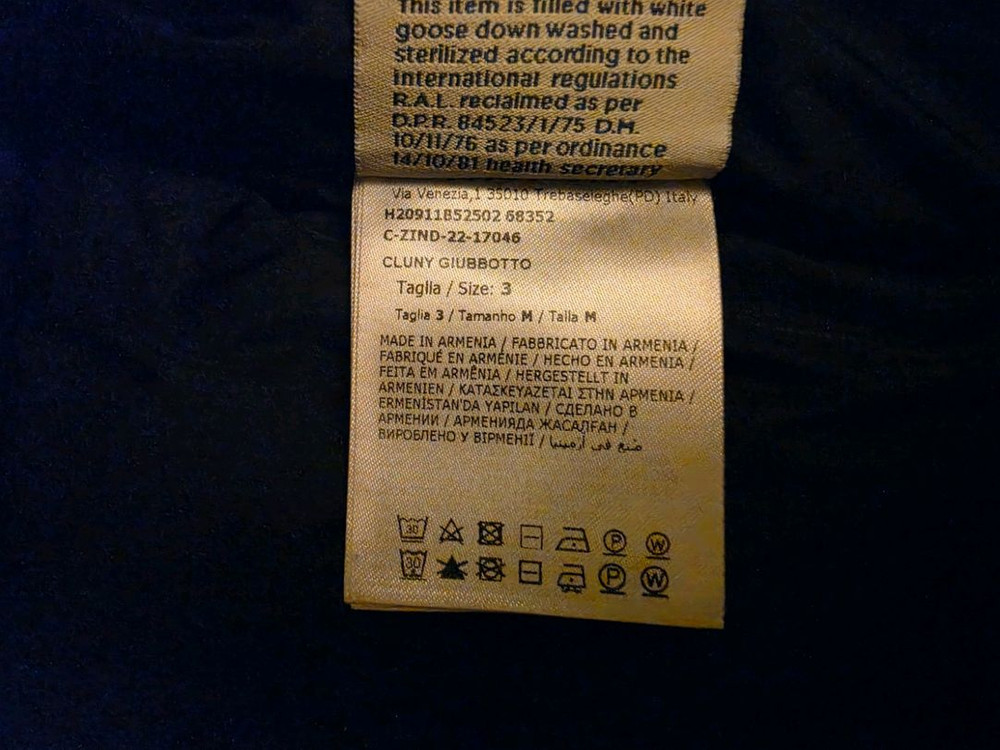 This item is filled with white
goose down washed and
sterilized according to the
international regulations
R.A.L. reclaimed as per
D.P.R. 84523/1/75 D.M.
10/11/76 as per ordinance
14/10/81 health secretary
Via Venezia,1 35010 Trebaseleghe(PD) Italy
H20911B52502 68352
C-ZIND-22-17046
CLUNY GIUBBOTTO
Taglia / Size: 3
Taglia 3 / Tamanho M / Talla M
MADE IN ARMENIA / FABBRICATO IN ARMENIA /
FABRIQUÉ EN ARMÉNIE / HECHO EN ARMENIA /
FEITA EM ARMÊNIA / HERGESTELLT IN
ARMENIEN / ΚΑΤΑΣΚΕΥΑΖΕΤΑΙ ΣΤΗΝ ΑΡΜΕΝΙΑ /
ERMENİSTAN'DA YAPILAN / СДЕЛАНО В
АРМЕНИИ / АРМЕНИЯДА ЖАСАЛҒАН /
ВИРОБЛЕНО У ВІРМЕНІЇ / صنع في أرمينيا
30 P W
30 P W